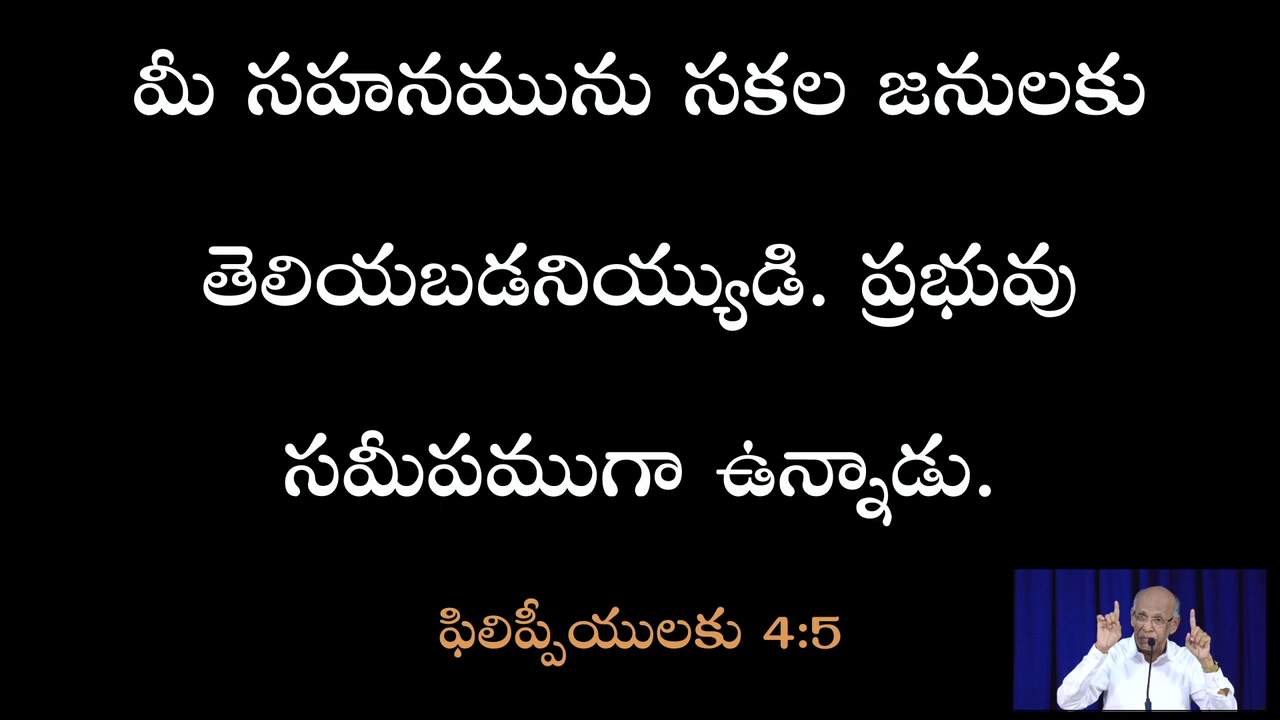 మీ సహనమును సకల జనులకు
తెలియబడనియ్యుడి. ప్రభువు
సమీపముగా ఉన్నాడు.
ఫిలిప్పీయులకు 4:5